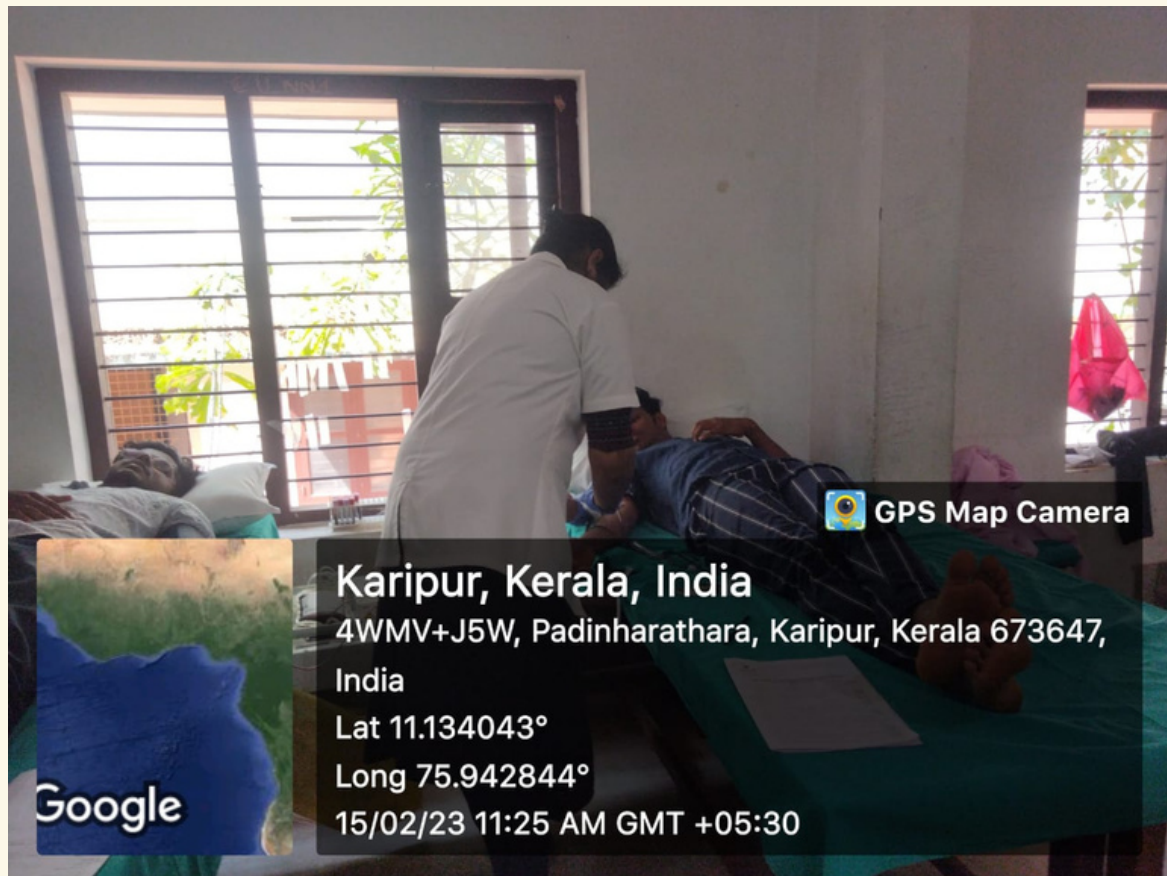 GPS Map Camera
Karipur, Kerala, India
4WMV+J5W, Padinharathara, Karipur, Kerala 673647,
India
Lat 11.134043°
Long 75.942844°
15/02/23 11:25 AM GMT +05:30
Google